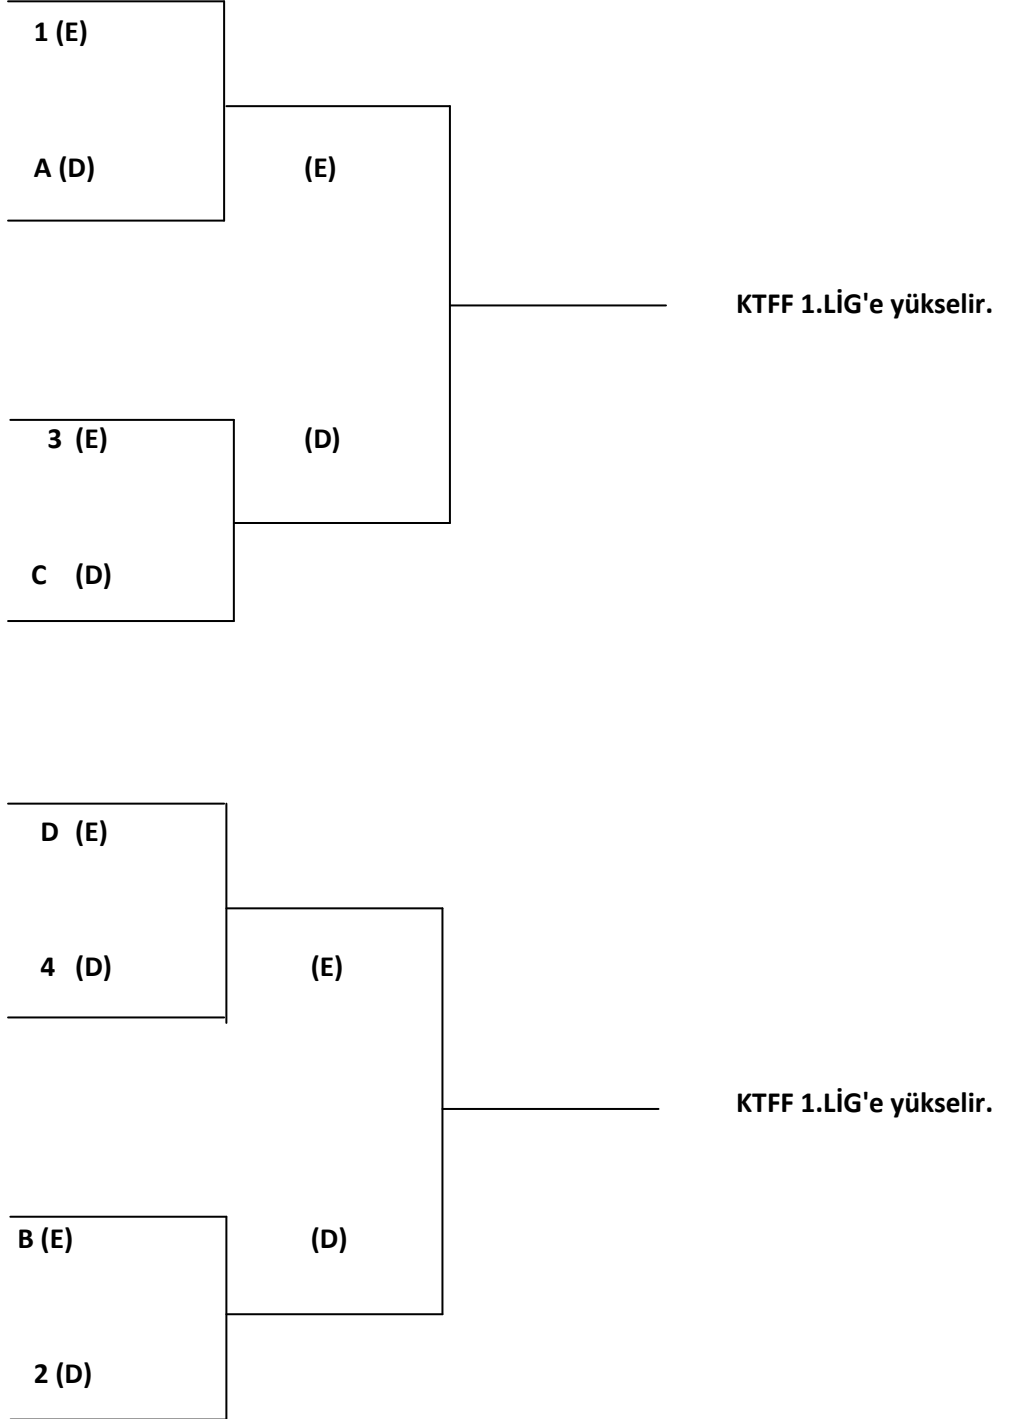 1 (E)
A (D)
(E)
KTFF 1.LİG'e yükselir.
3 (E)
(D)
C (D)
D (E)
4 (D)
(E)
KTFF 1.LİG'e yükselir.
B (E)
(D)
2 (D)